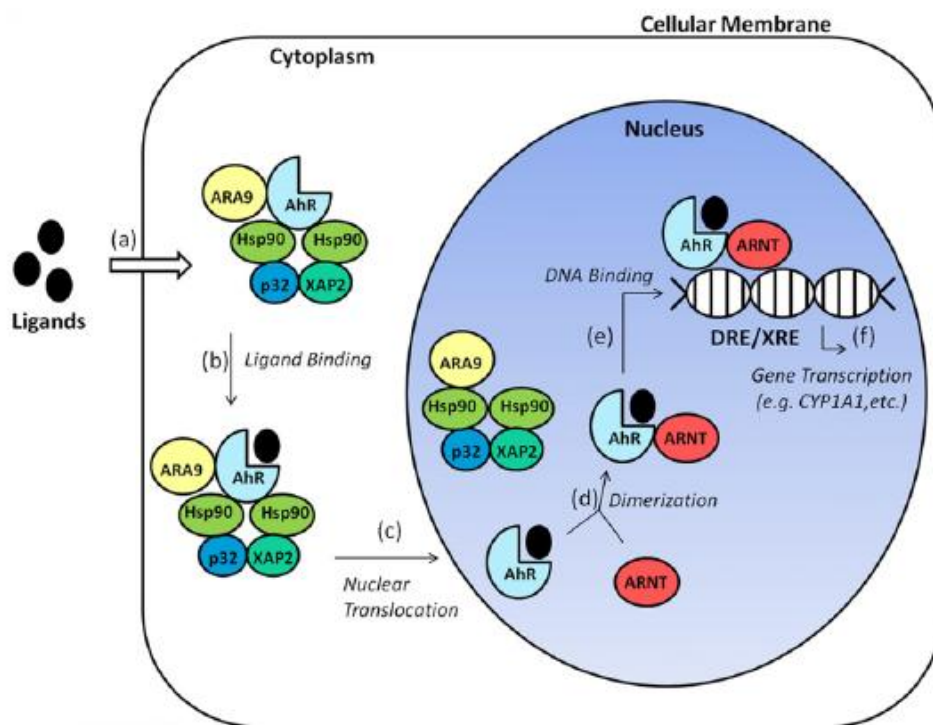 Cellular Membrane
Cytoplasm
Nucleus
ARA9
AhR
Hsp90
Hsp90
p32
XAP2
(a)
Ligands
(b)
Ligand Binding
ARA9
AhR
Hsp90
Hsp90
p32
XAP2
(c)
Nuclear
Translocation
AhR
ARNT
(d)
Dimerization
ARA9
Hsp90
Hsp90
p32
XAP2
AhR
ARNT
(e)
DNA Binding
AhR
ARNT
DRE/XRE
(f)
Gene Transcription
(e.g. CYP1A1,etc.)